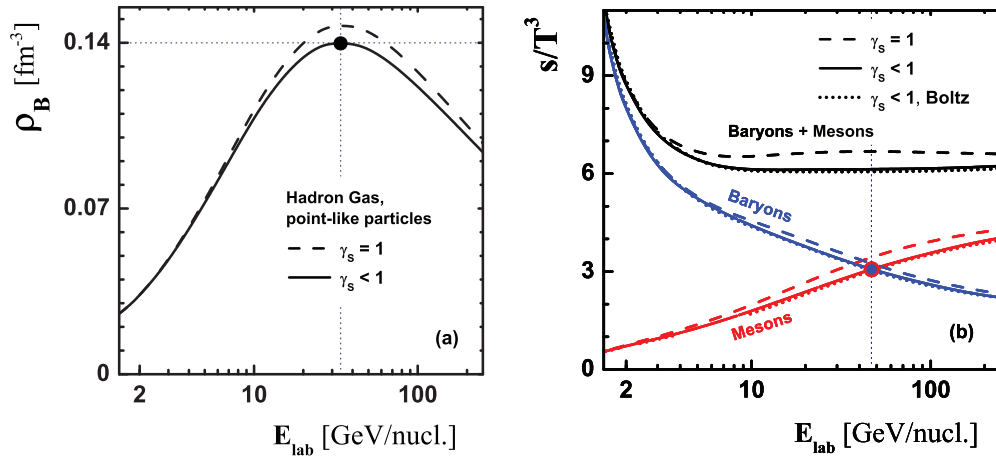 ρB [fm-3]
0.14
0.07
0
Hadron Gas,
point-like particles
γs = 1
γs < 1
(a)
2
10
100
Elab [GeV/nucl.]
s/T3
9
6
3
0
γs = 1
γs < 1
γs < 1, Boltz
Baryons + Mesons
Baryons
Mesons
(b)
2
10
100
Elab [GeV/nucl.]